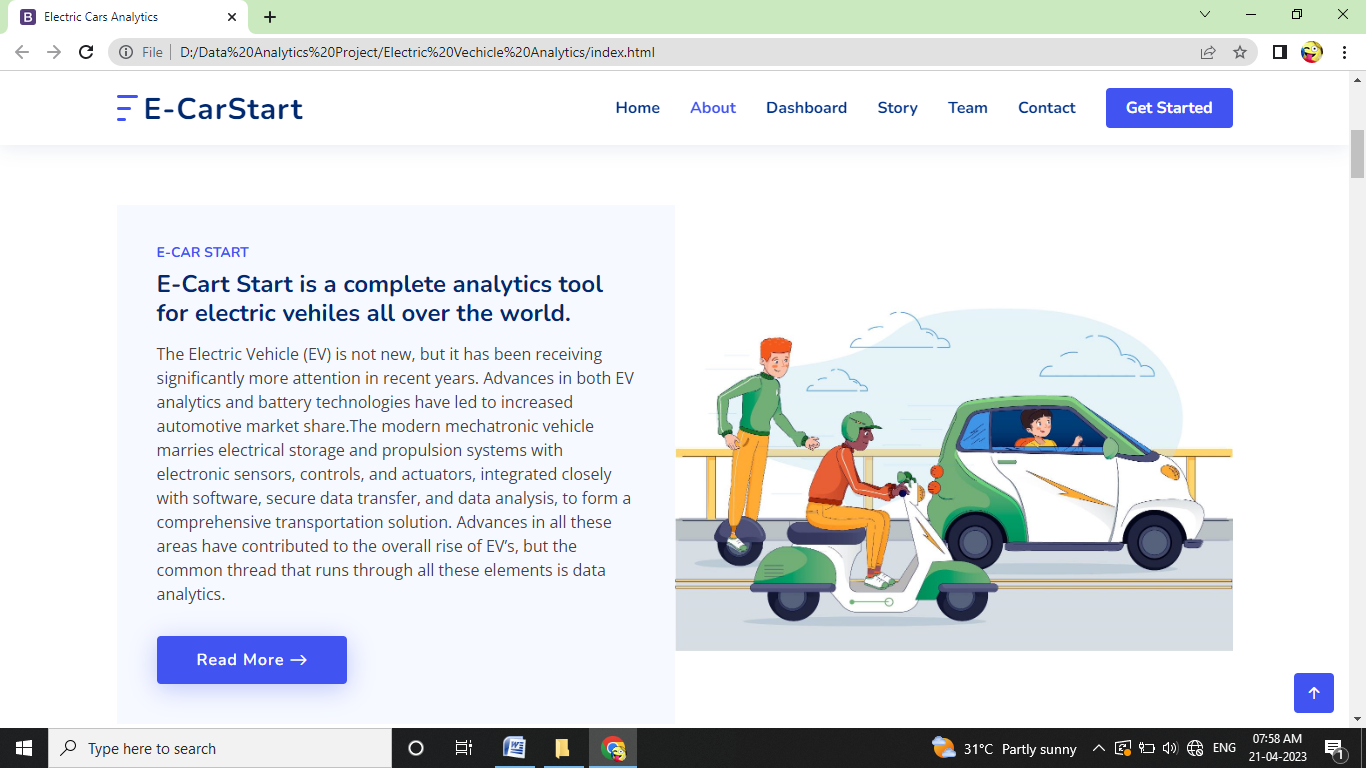 Electric Cars Analytics
File
D:/Data%20Analytics%20Project/Electric%20Vechicle%20Analytics/index.html
E-CarStart
Home About Dashboard Story Team Contact Get Started
E-CAR START
E-Cart Start is a complete analytics tool
for electric vehiles all over the world.
The Electric Vehicle (EV) is not new, but it has been receiving
significantly more attention in recent years. Advances in both EV
analytics and battery technologies have led to increased
automotive market share.The modern mechatronic vehicle
marries electrical storage and propulsion systems with
electronic sensors, controls, and actuators, integrated closely
with software, secure data transfer, and data analysis, to form a
comprehensive transportation solution. Advances in all these
areas have contributed to the overall rise of EV’s, but the
common thread that runs through all these elements is data
analytics.
Read More →
Type here to search
31°C Partly sunny
ENG
07:58 AM
21-04-2023
1